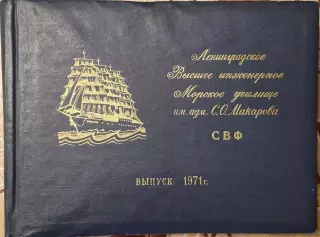 Ленинградское
Высшее инженерное
Морское училище
им. адм. С.О. Макарова
СВФ
ВЫПУСК 1971г.